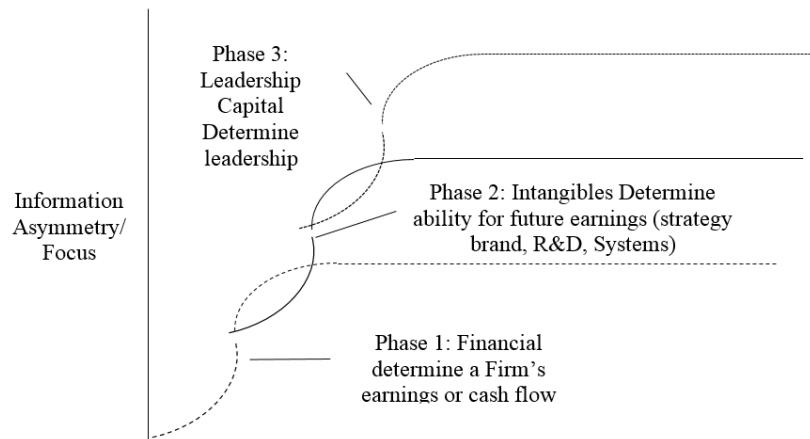 Phase 3:
Leadership
Capital
Determine
leadership
Information
Asymmetry/
Focus
Phase 2: Intangibles Determine
ability for future earnings (strategy
brand, R&D, Systems)
Phase 1: Financial
determine a Firm's
earnings or cash flow